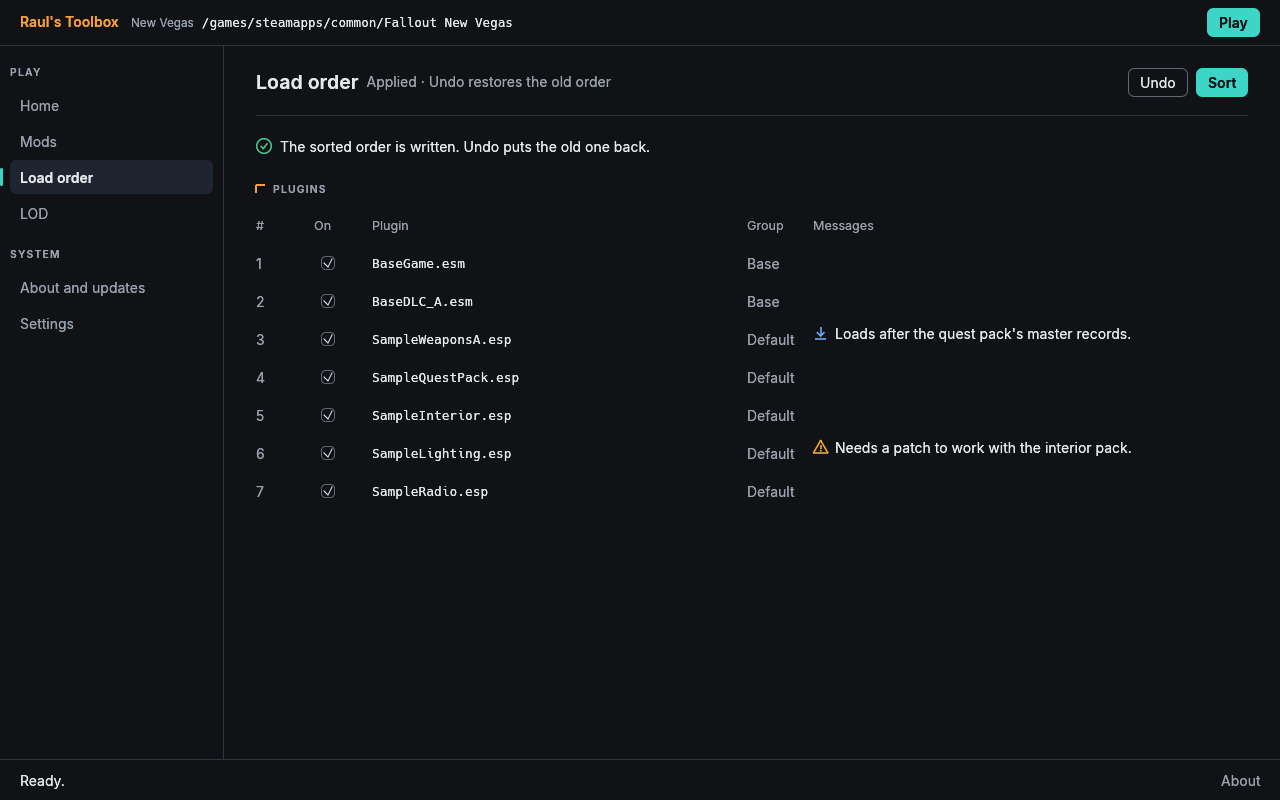 Raul's Toolbox New Vegas /games/steamapps/common/Fallout New Vegas Play
PLAY
Home
Mods
Load order
LOD
SYSTEM
About and updates
Settings
Load order Applied · Undo restores the old order Undo Sort
The sorted order is written. Undo puts the old one back.
PLUGINS
# On Plugin Group Messages
1 BaseGame.esm Base
2 BaseDLC_A.esm Base
3 SampleWeaponsA.esp Default Loads after the quest pack's master records.
4 SampleQuestPack.esp Default
5 SampleInterior.esp Default
6 SampleLighting.esp Default Needs a patch to work with the interior pack.
7 SampleRadio.esp Default
Ready. About